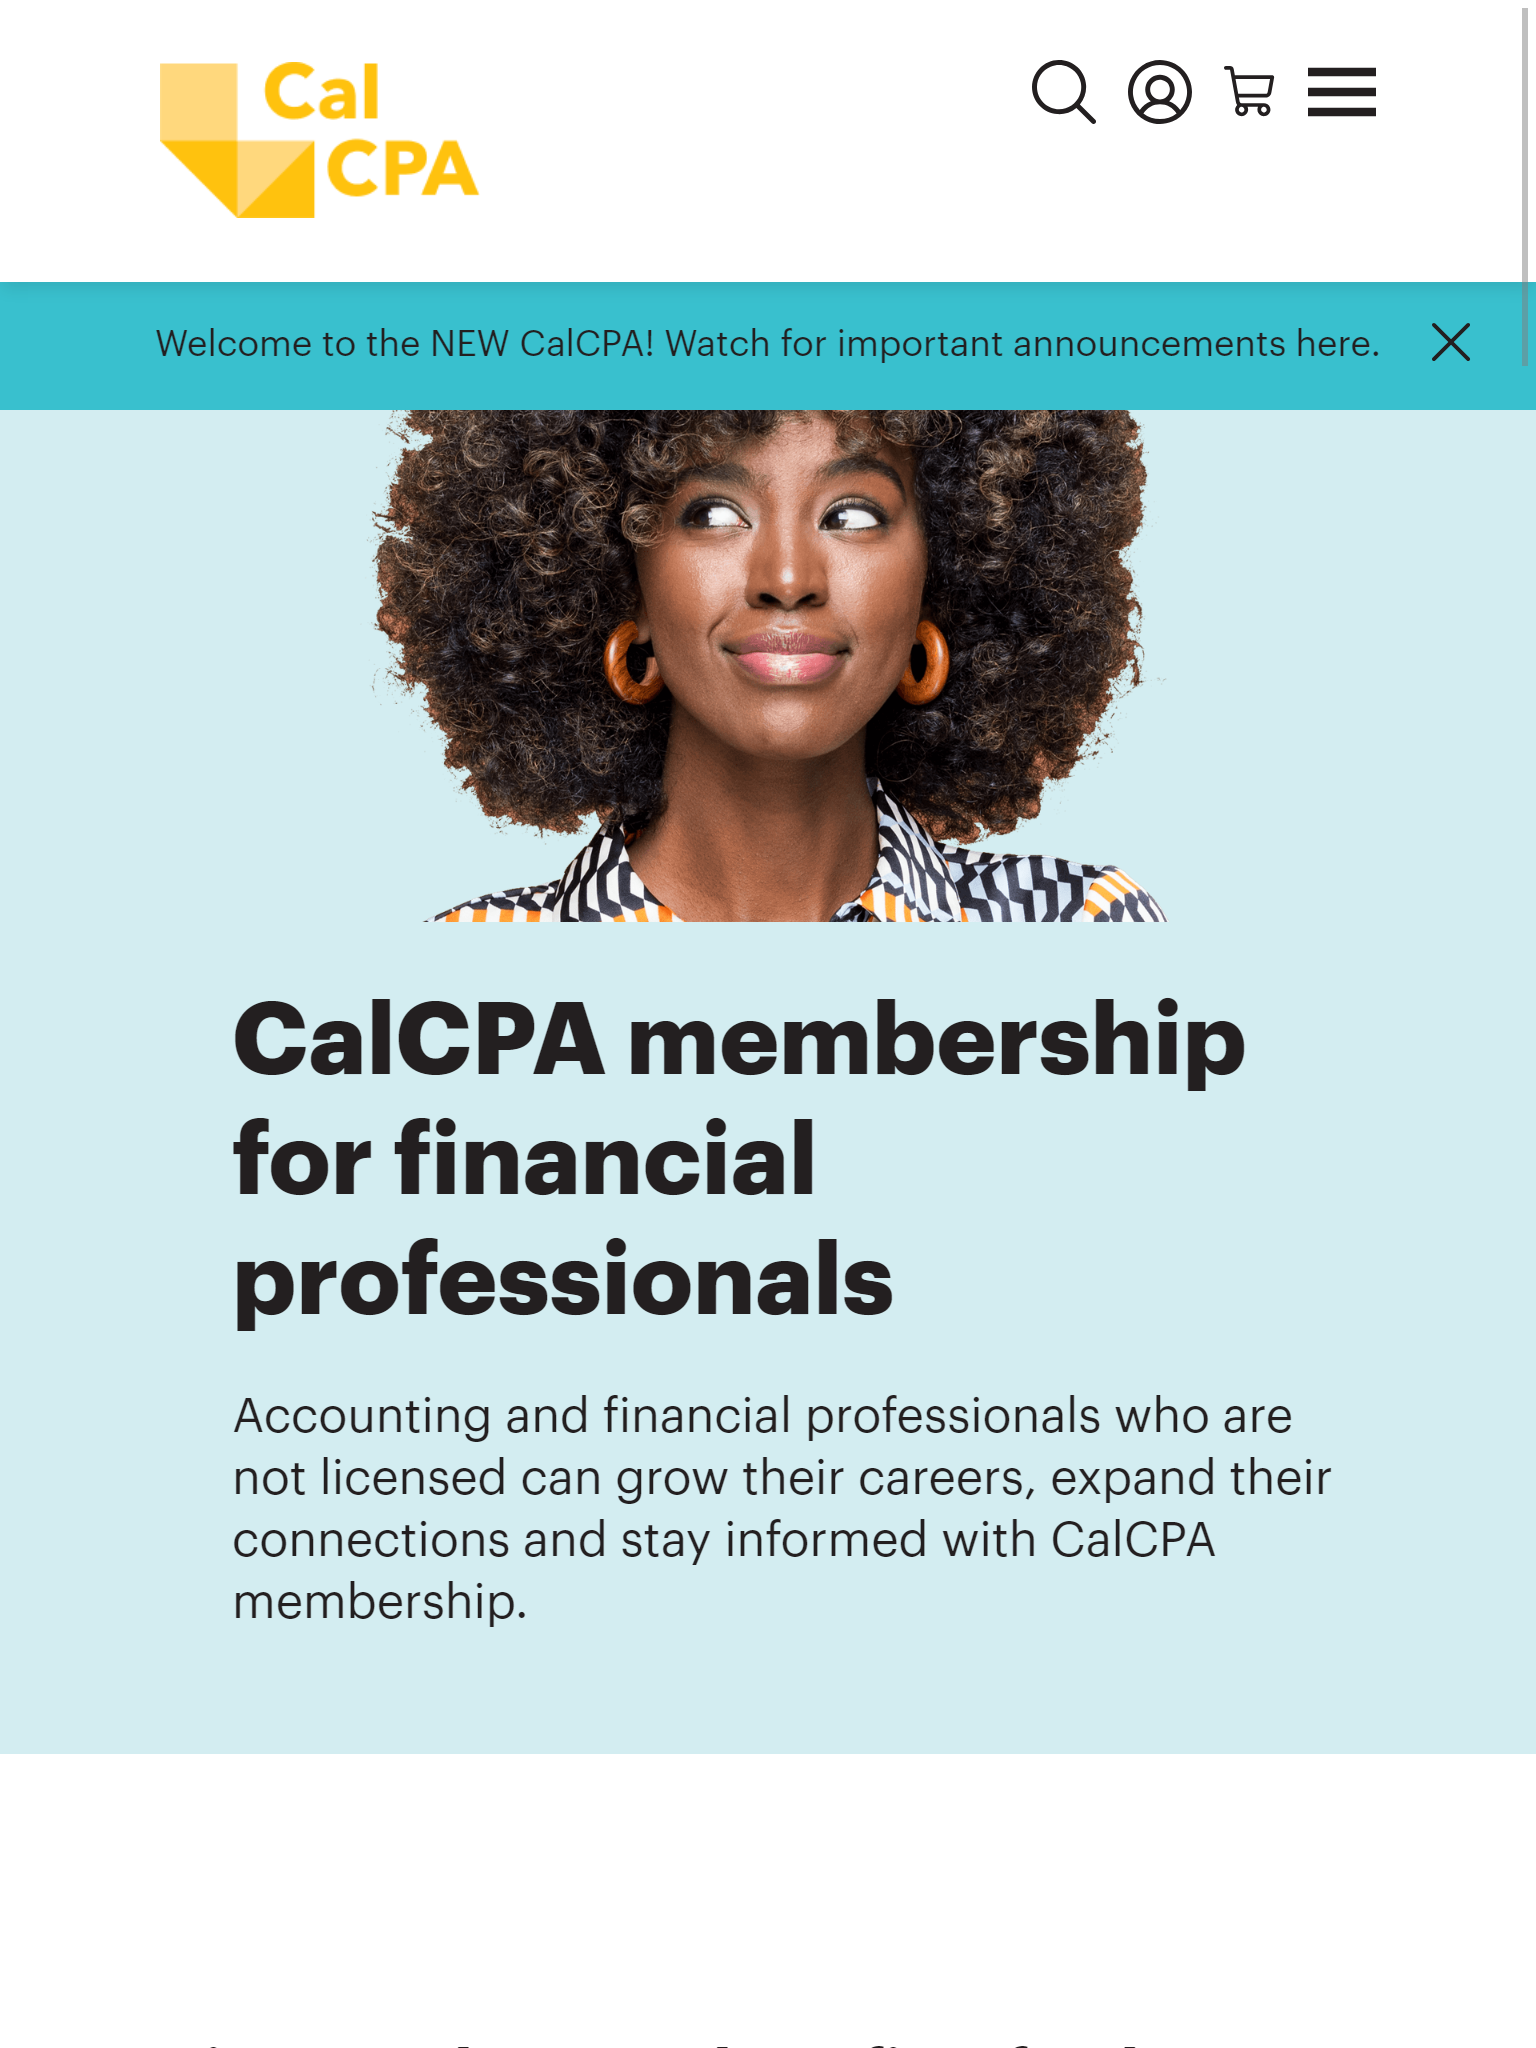 Cal
CPA
Welcome to the NEW CalCPA! Watch for important announcements here.
CalCPA membership
for financial
professionals
Accounting and financial professionals who are
not licensed can grow their careers, expand their
connections and stay informed with CalCPA
membership.